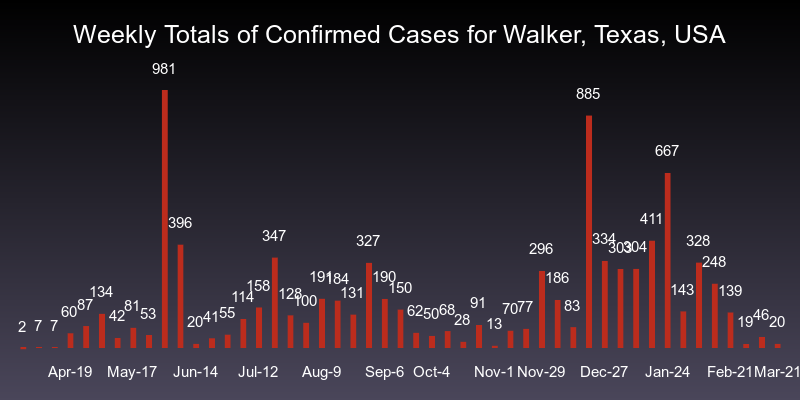 Weekly Totals of Confirmed Cases for Walker, Texas, USA
2 7 7 60 87 134 42 81 53 981 396 20 41 55 114 158 347 128 100 191 184 131 327 190 150 62 50 68 28 91 13 70 77 296 186 83 885 334 303 304 411 667 143 328 248 139 19 46 20
Apr-19 May-17 Jun-14 Jul-12 Aug-9 Sep-6 Oct-4 Nov-1 Nov-29 Dec-27 Jan-24 Feb-21 Mar-21